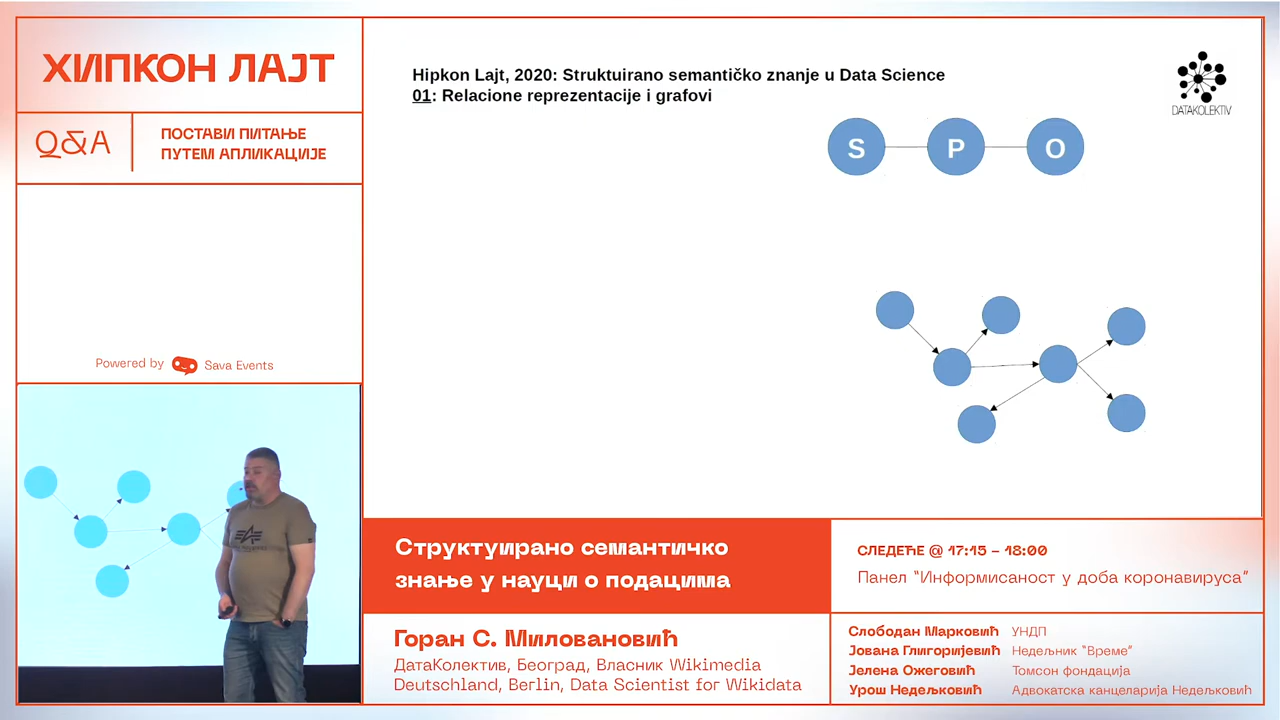 ХИПКОН ЛАЈТ
Q&A
ПОСТАВИ ПИТАЊЕ
ПУТЕМ АПЛИКАЦИЈЕ
Powered by Sava Events
Hipkon Lajt, 2020: Struktuirano semantičko znanje u Data Science
01: Relacione reprezentacije i grafovi
DATAKOLEKTIV
S P O
Структуирано семантичко
знање у науци о подацима
Горан С. Миловановић
ДатаКолектив, Београд, Власник Wikimedia
Deutschland, Berlin, Data Scientist for Wikidata
СЛЕДЕЋЕ @ 17:15 – 18:00
Панел “Информисаност у доба коронавируса”
Слободан Марковић УНДП
Јована Глигоријевић Недељник “Време”
Јелена Ожеговић Томсон фондација
Урош Недељковић Адвокатска канцеларија Недељковић